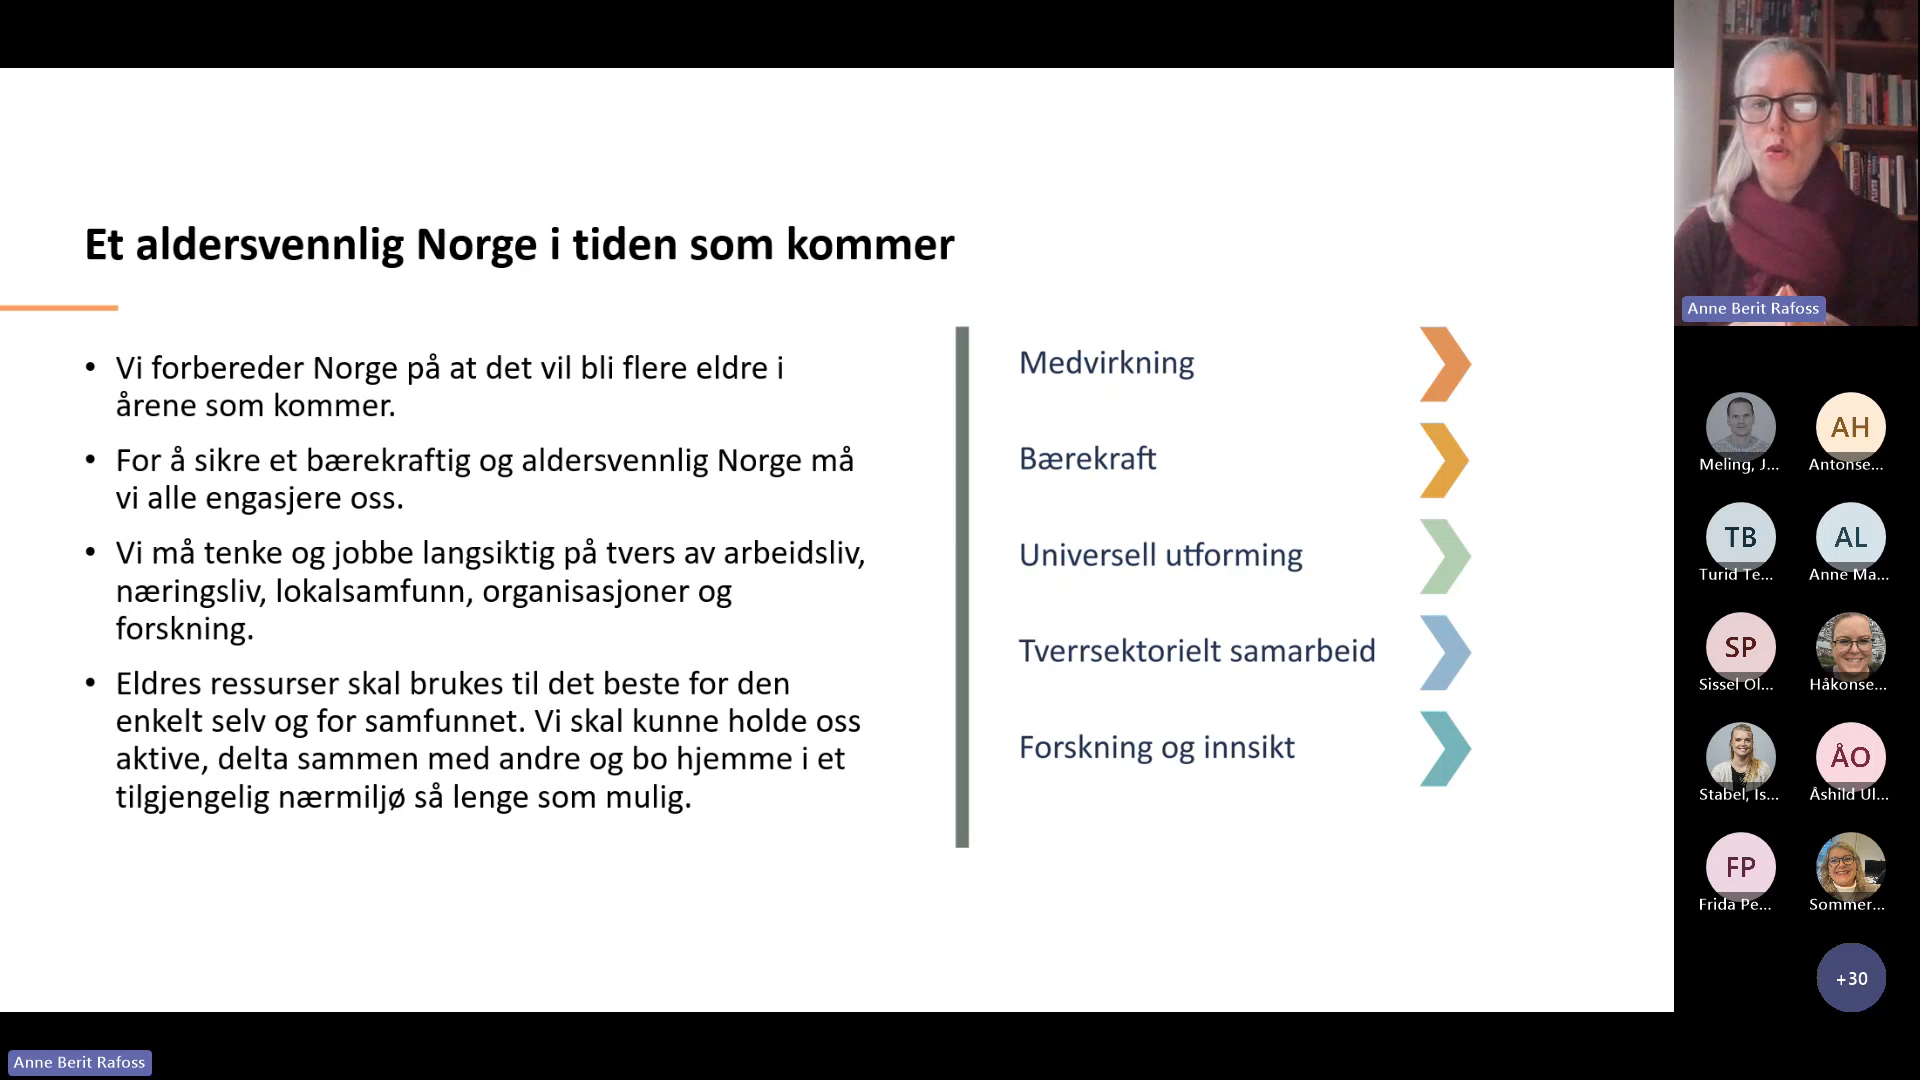 Et aldersvennlig Norge i tiden som kommer
• Vi forbereder Norge på at det vil bli flere eldre i
årene som kommer.
• For å sikre et bærekraftig og aldersvennlig Norge må
vi alle engasjere oss.
• Vi må tenke og jobbe langsiktig på tvers av arbeidsliv,
næringsliv, lokalsamfunn, organisasjoner og
forskning.
• Eldres ressurser skal brukes til det beste for den
enkelt selv og for samfunnet. Vi skal kunne holde oss
aktive, delta sammen med andre og bo hjemme i et
tilgjengelig nærmiljø så lenge som mulig.
Medvirkning
Bærekraft
Universell utforming
Tverrsektorielt samarbeid
Forskning og innsikt
Anne Berit Rafoss
Meling, J...
AH
Antonse...
TB
Turid Te...
AL
Anne Ma...
SP
Sissel Ol...
Håkonse...
Stabel, Is...
ÅO
Åshild Ul...
FP
Frida Pe...
Sommer...
+30
Anne Berit Rafoss